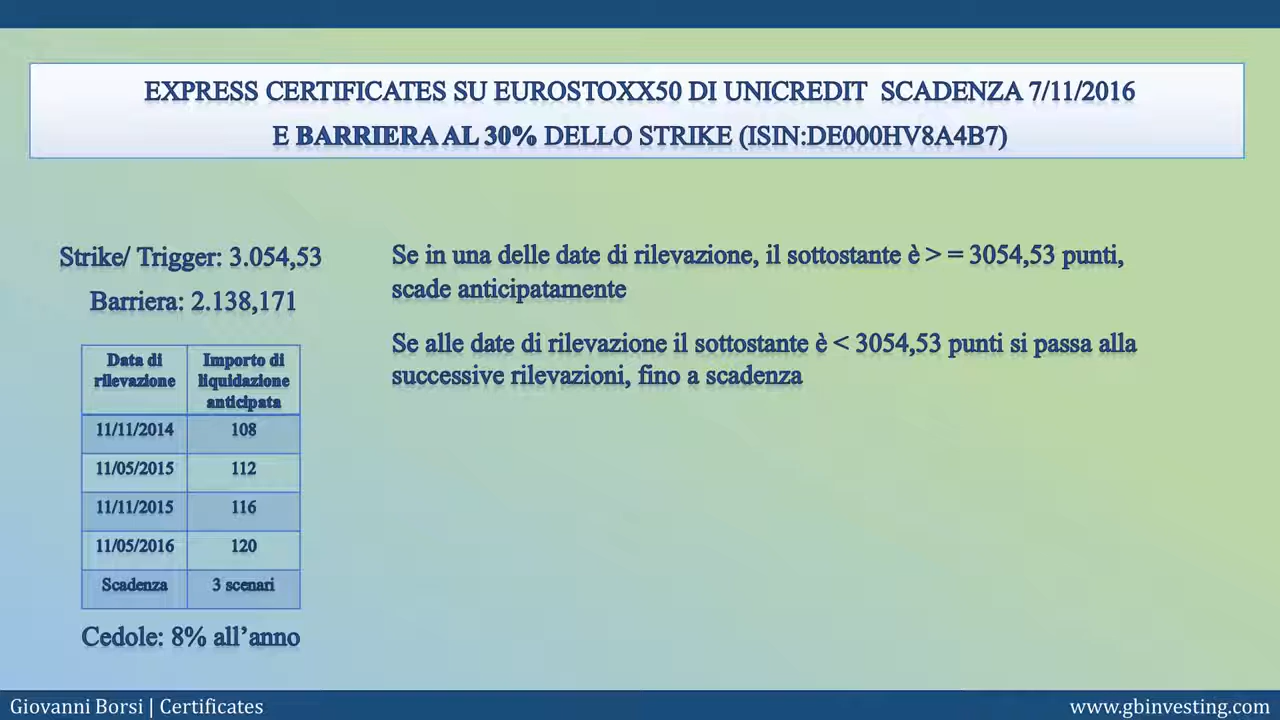 EXPRESS CERTIFICATES SU EUROSTOXX50 DI UNICREDIT SCADENZA 7/11/2016
E BARRIERA AL 30% DELLO STRIKE (ISIN:DE000HV8A4B7)
Strike/ Trigger: 3.054,53
Barriera: 2.138,171
Data di rilevazione | Importo di liquidazione anticipata
11/11/2014 108
11/05/2015 112
11/11/2015 116
11/05/2016 120
Scadenza 3 scenari
Cedole: 8% all’anno
Se in una delle date di rilevazione, il sottostante è > = 3054,53 punti,
scade anticipatamente
Se alle date di rilevazione il sottostante è < 3054,53 punti si passa alla
successive rilevazioni, fino a scadenza
Giovanni Borsi | Certificates
www.gbinvesting.com